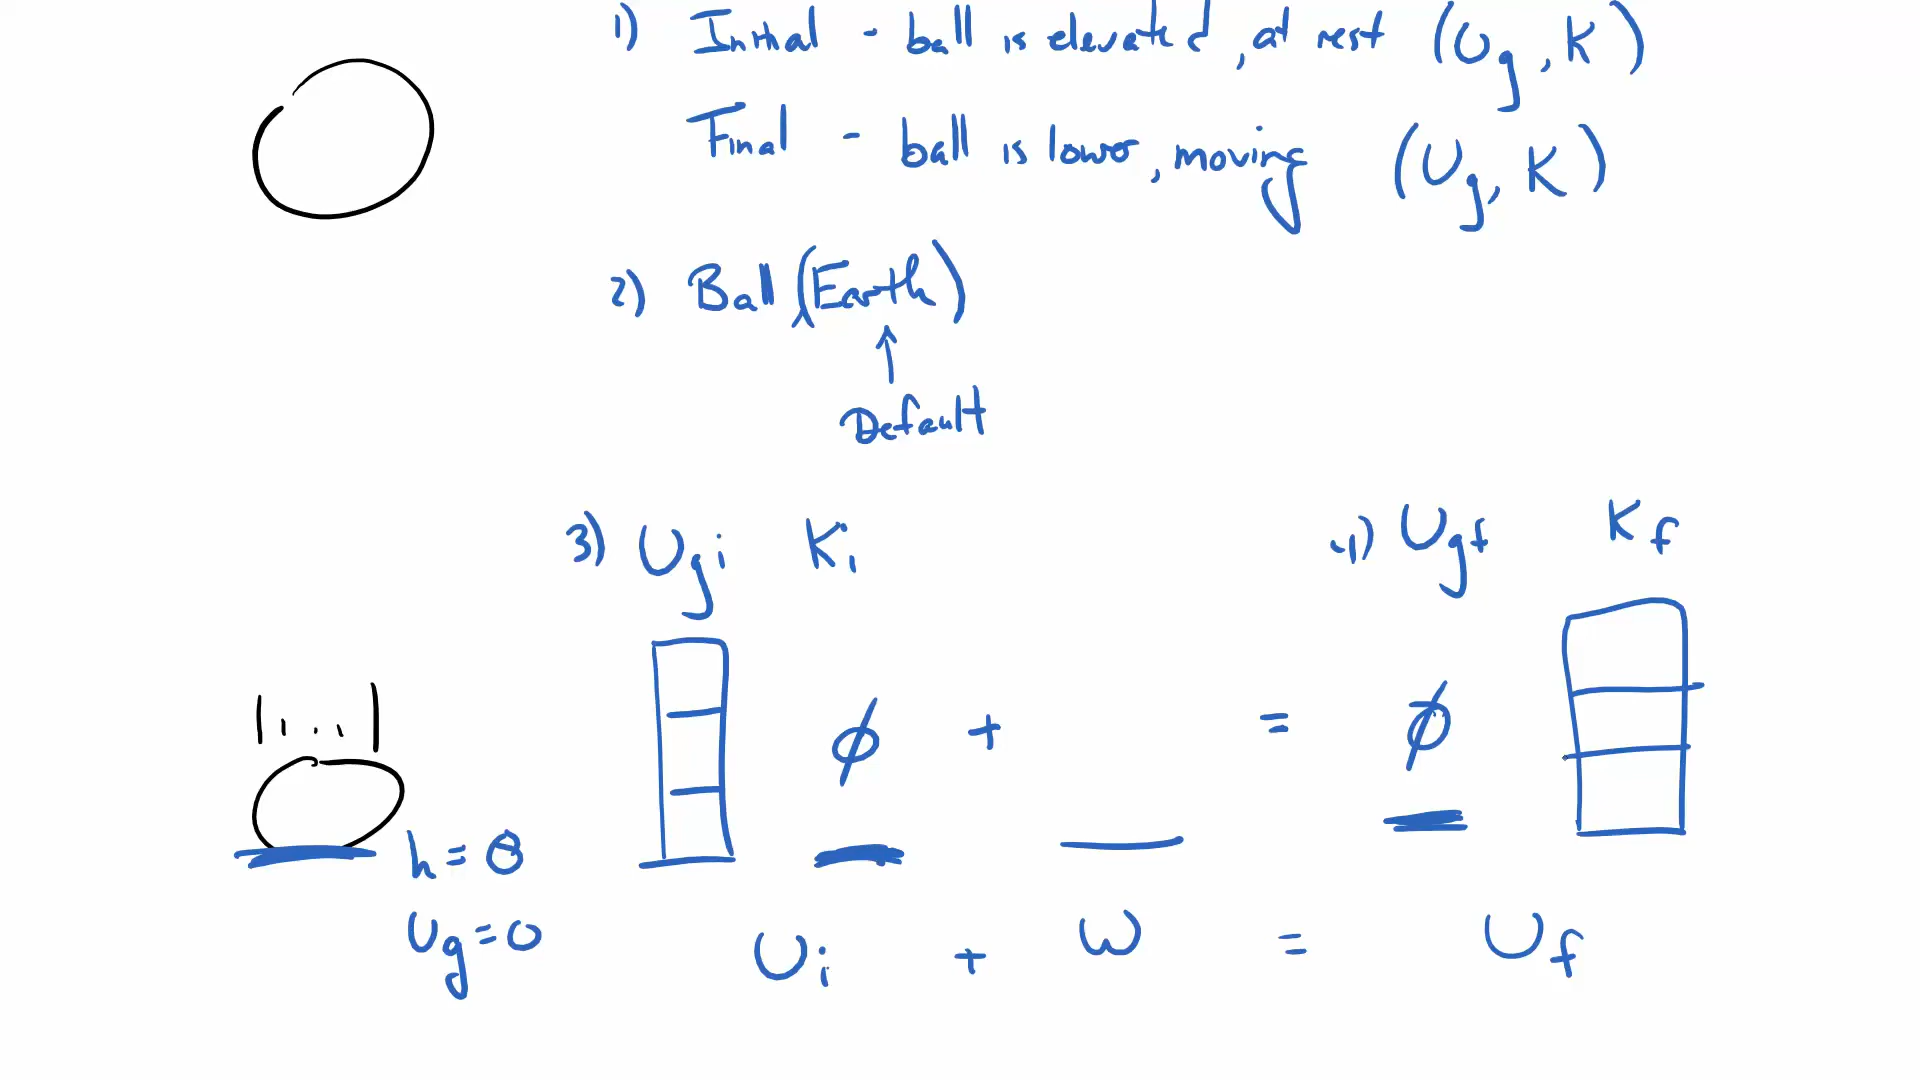 1) Initial - ball is elevated, at rest (Ug, K)
Final - ball is lower, moving (Ug, K)
2) Ball (Earth)
↑
Default
3) Ugi Ki
4) Ugf Kf
∅ + = ∅
h = 0
Ug = 0
Ui + W = Uf